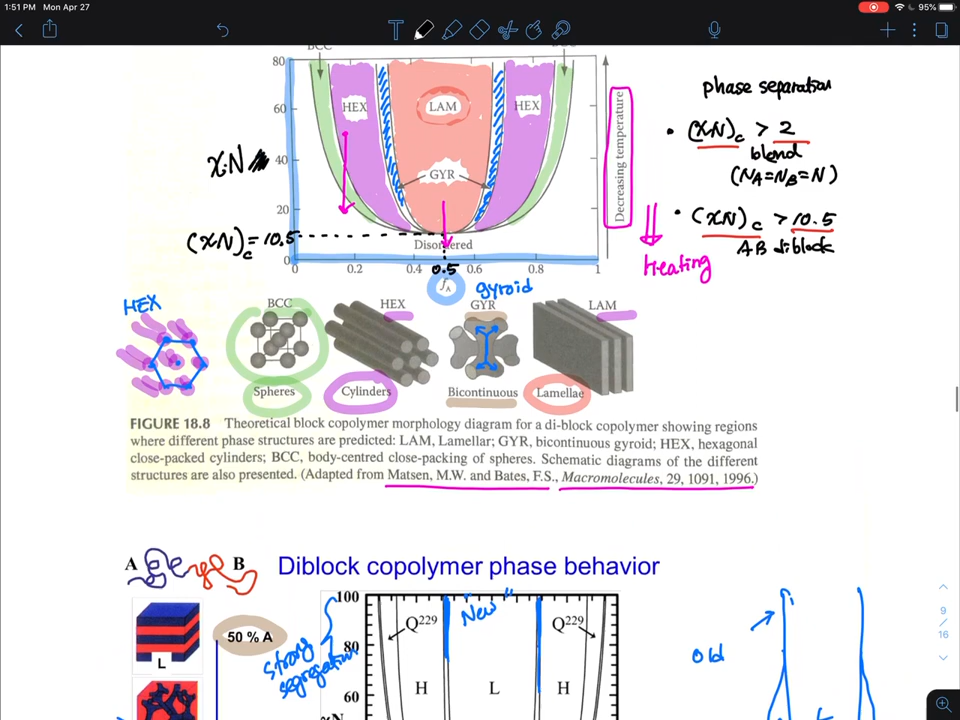 1:51 PM Mon Apr 27
95%
BCC
80
60
40
20
0
HEX
LAM
HEX
GYR
Disordered
0
0.2
0.4
0.5
0.6
0.8
1
f_A
Decreasing temperature
χ·N
(χN)c = 10.5
Heating
phase separation
• (χN)c > 2
blend
(NA = NB = N)
• (χN)c > 10.5
AB diblock
gyroid
HEX
BCC
HEX
GYR
LAM
Spheres
Cylinders
Bicontinuous
Lamellae
FIGURE 18.8 Theoretical block copolymer morphology diagram for a di-block copolymer showing regions
where different phase structures are predicted: LAM, Lamellar; GYR, bicontinuous gyroid; HEX, hexagonal
close-packed cylinders; BCC, body-centred close-packing of spheres. Schematic diagrams of the different
structures are also presented. (Adapted from Matsen, M.W. and Bates, F.S., Macromolecules, 29, 1091, 1996.)
A B
Diblock copolymer phase behavior
50 % A
L
strong
segregation
100
80
60
Q229
"New"
Q229
H
L
H
old
9
/
16